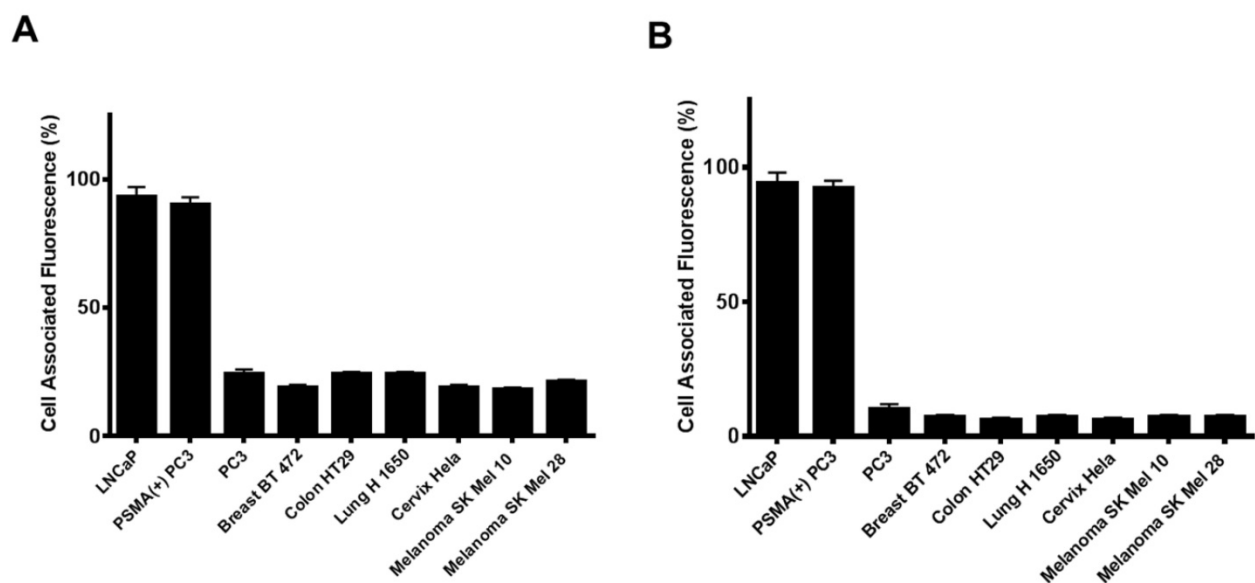 A
Cell Associated Fluorescence (%)
100
50
0
LNCaP
PSMA(+) PC3
PC3
Breast BT 472
Colon HT29
Lung H 1650
Cervix Hela
Melanoma SK Mel 10
Melanoma SK Mel 28
B
Cell Associated Fluorescence (%)
100
50
0
LNCaP
PSMA(+) PC3
PC3
Breast BT 472
Colon HT29
Lung H 1650
Cervix Hela
Melanoma SK Mel 10
Melanoma SK Mel 28